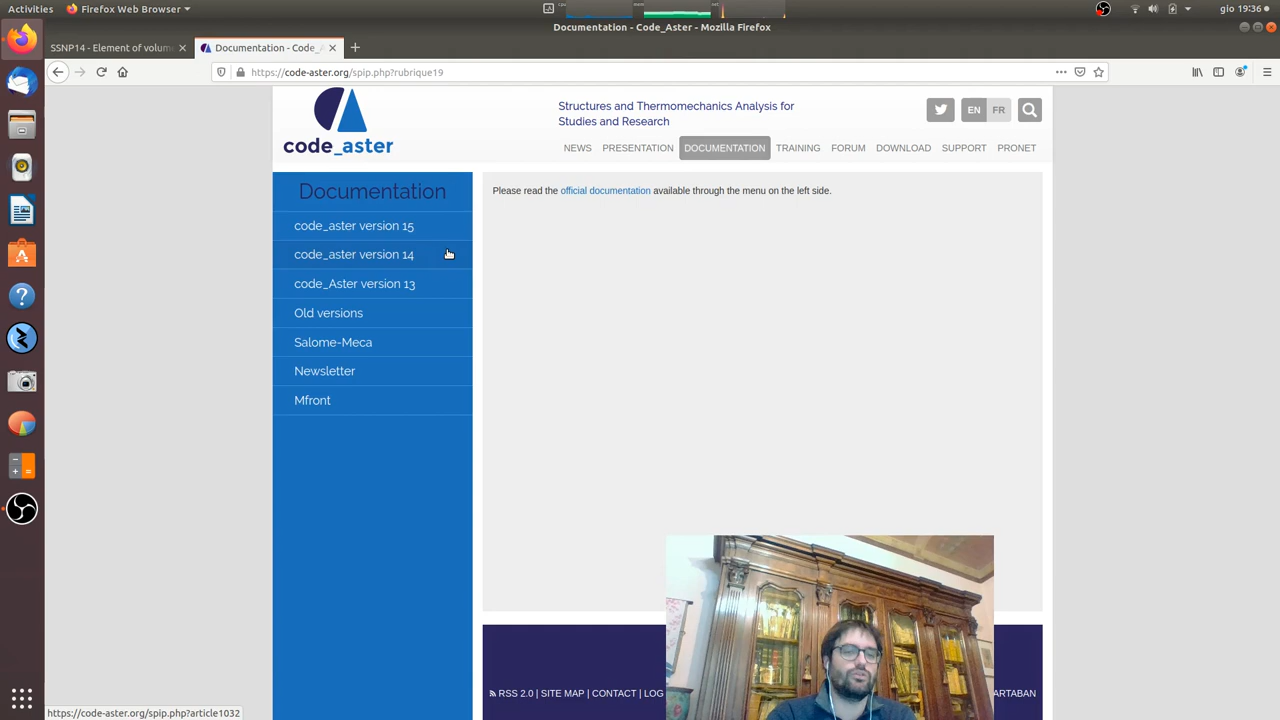 Activities
Firefox Web Browser
gio 19:36
Documentation - Code_Aster - Mozilla Firefox
SSNP14 - Element of volum
Documentation - Code_A
https://code-aster.org/spip.php?rubrique19
code_aster
Structures and Thermomechanics Analysis for
Studies and Research
EN
FR
NEWS
PRESENTATION
DOCUMENTATION
TRAINING
FORUM
DOWNLOAD
SUPPORT
PRONET
Documentation
code_aster version 15
code_aster version 14
code_Aster version 13
Old versions
Salome-Meca
Newsletter
Mfront
Please read the official documentation available through the menu on the left side.
RSS 2.0 | SITE MAP | CONTACT | LOG
ARTABAN
https://code-aster.org/spip.php?article1032